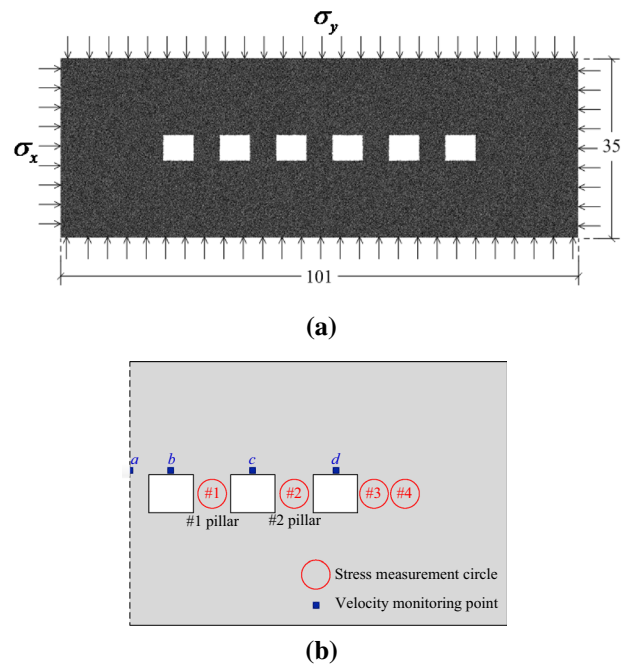 σy
σx
35
101
(a)
a b c d
#1 #2 #3 #4
#1 pillar #2 pillar
Stress measurement circle
Velocity monitoring point
(b)